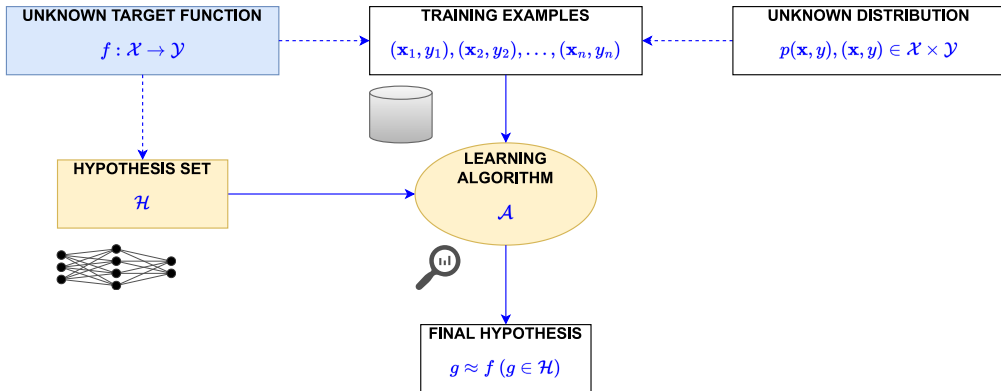 UNKNOWN TARGET FUNCTION
f : 𝒳 → 𝒴
TRAINING EXAMPLES
(𝐱₁, y₁), (𝐱₂, y₂), . . . , (𝐱ₙ, yₙ)
UNKNOWN DISTRIBUTION
p(𝐱, y), (𝐱, y) ∈ 𝒳 × 𝒴
HYPOTHESIS SET
ℋ
LEARNING
ALGORITHM
𝒜
FINAL HYPOTHESIS
g ≈ f (g ∈ ℋ)